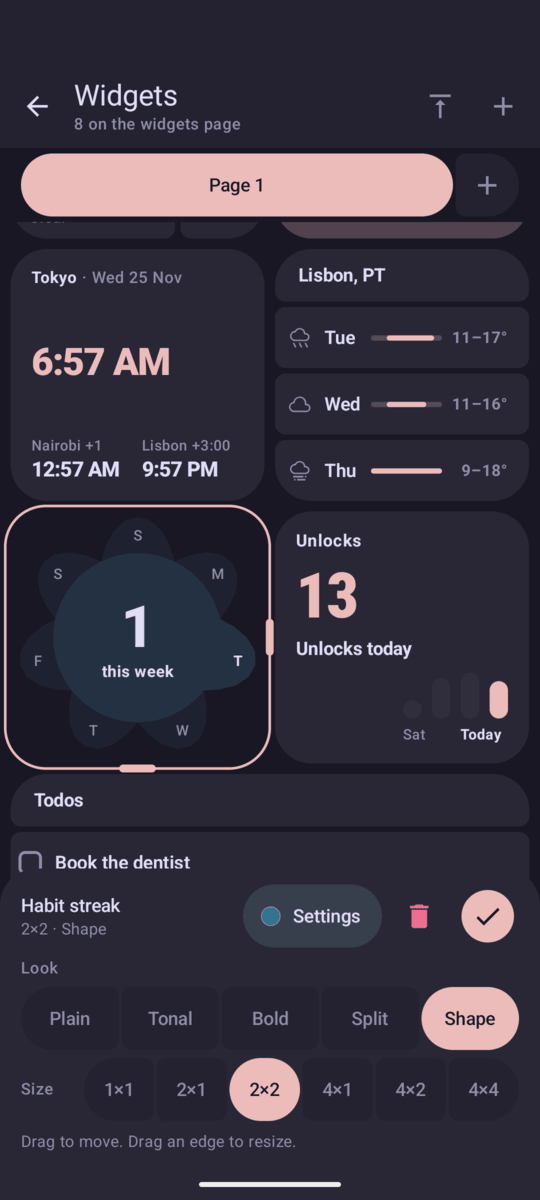 Widgets
8 on the widgets page
Page 1
Tokyo · Wed 25 Nov
6:57 AM
Nairobi +1
Lisbon +3:00
12:57 AM
9:57 PM
Lisbon, PT
Tue
11–17°
Wed
11–16°
Thu
9–18°
S
S
M
1
this week
F
T
T
W
Unlocks
13
Unlocks today
Sat
Today
Todos
Book the dentist
Habit streak
2×2 · Shape
Settings
Look
Plain
Tonal
Bold
Split
Shape
Size
1×1
2×1
2×2
4×1
4×2
4×4
Drag to move. Drag an edge to resize.